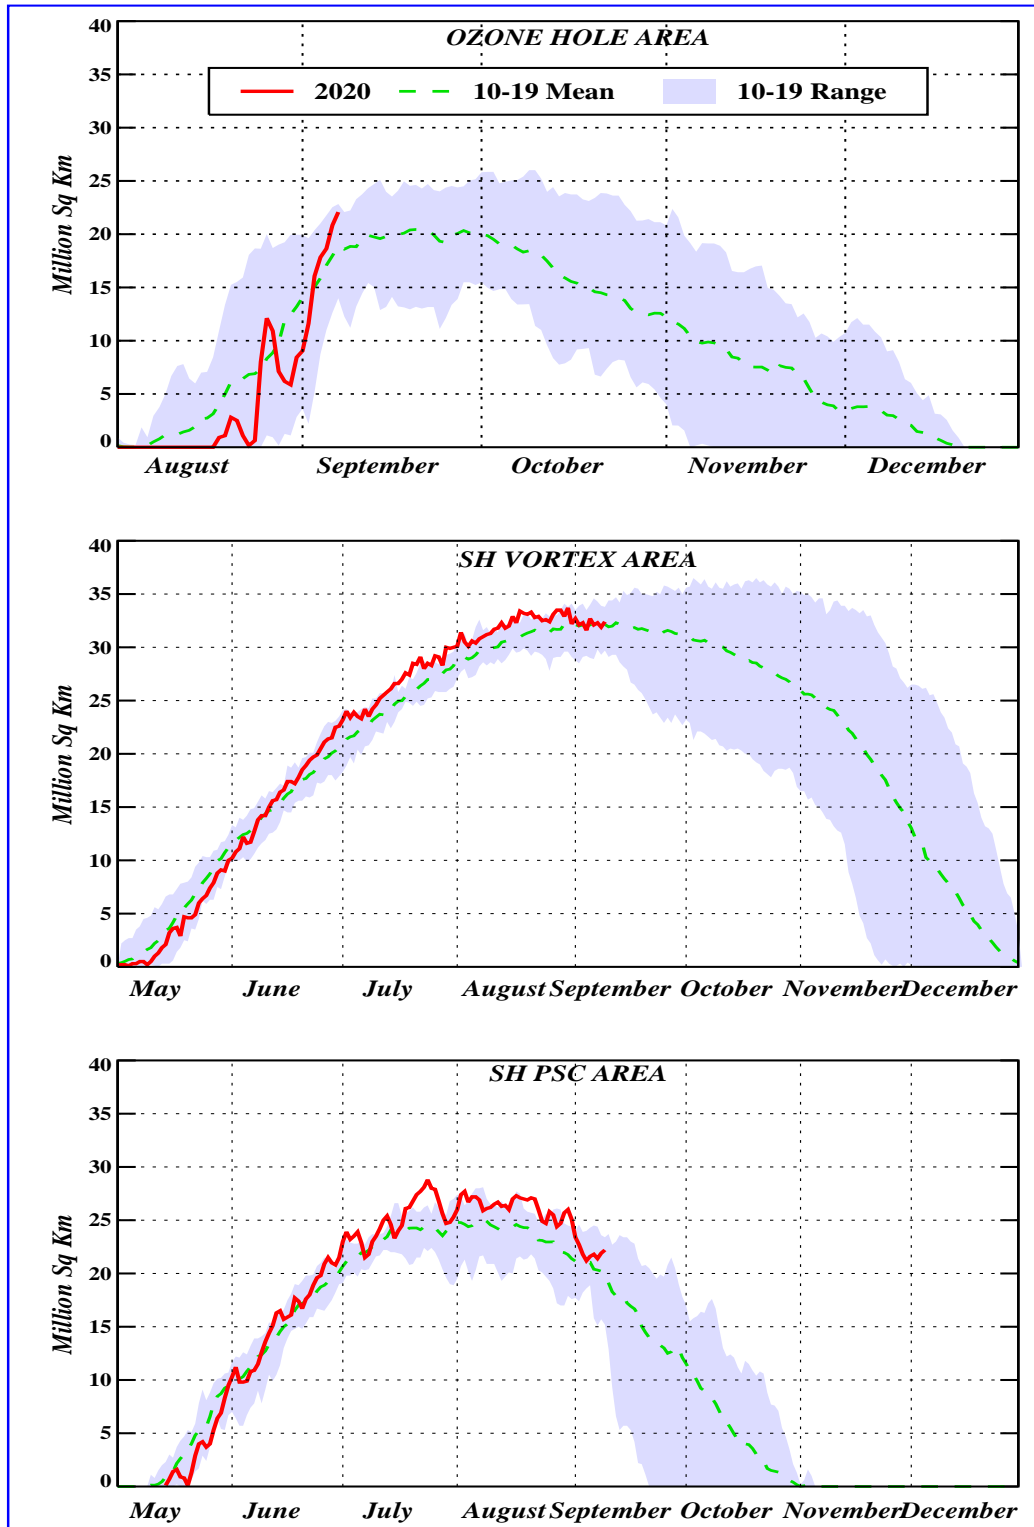 OZONE HOLE AREA
2020 10-19 Mean 10-19 Range
Million Sq Km
40
35
30
25
20
15
10
5
0
August September October November December
SH VORTEX AREA
Million Sq Km
40
35
30
25
20
15
10
5
0
May June July August September October November December
SH PSC AREA
Million Sq Km
40
35
30
25
20
15
10
5
0
May June July August September October November December